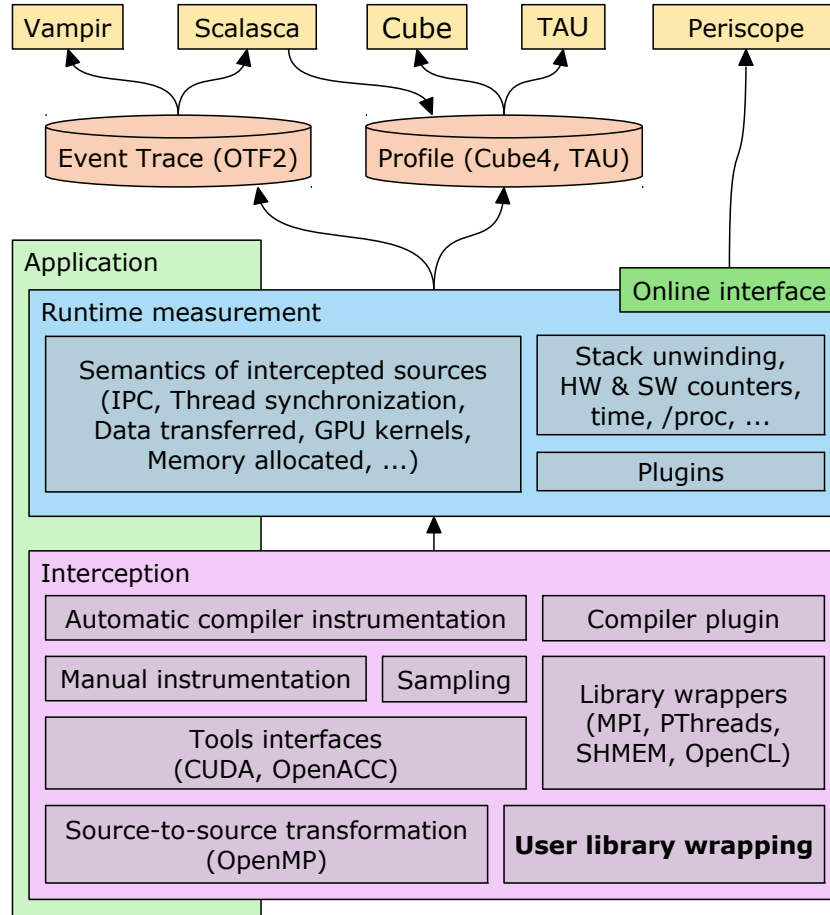 Vampir
Scalasca
Cube
TAU
Periscope
Event Trace (OTF2)
Profile (Cube4, TAU)
Application
Online interface
Runtime measurement
Semantics of intercepted sources
(IPC, Thread synchronization,
Data transferred, GPU kernels,
Memory allocated, ...)
Stack unwinding,
HW & SW counters,
time, /proc, ...
Plugins
Interception
Automatic compiler instrumentation
Compiler plugin
Manual instrumentation
Sampling
Library wrappers
(MPI, PThreads,
SHMEM, OpenCL)
Tools interfaces
(CUDA, OpenACC)
Source-to-source transformation
(OpenMP)
User library wrapping